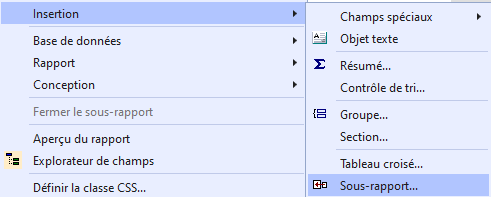 Insertion
Base de données
Rapport
Conception
Fermer le sous-rapport
Aperçu du rapport
Explorateur de champs
Définir la classe CSS...
Champs spéciaux
Objet texte
Résumé...
Contrôle de tri...
Groupe...
Section...
Tableau croisé...
Sous-rapport...